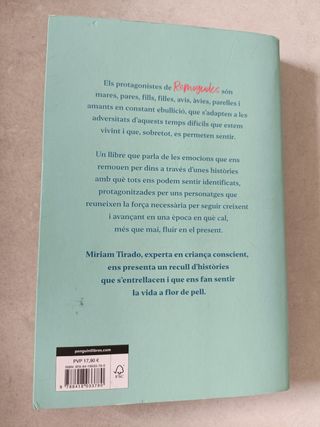 Els protagonistes de Remogudes són
mares, pares, fills, filles, avis, àvies, parelles i
amants en constant ebullició, que s'adapten a les
adversitats d'aquests temps difícils que estem
vivint i que, sobretot, es permeten sentir.
Un llibre que parla de les emocions que ens
remouen per dins a través d'unes històries
amb què tots ens podem sentir identificats,
protagonitzades per uns personatges que
reuneixen la força necessària per seguir creixent
i avançant en una època en què cal,
més que mai, fluir en el present.
Míriam Tirado, experta en criança conscient,
ens presenta un recull d'històries
que s'entrellacen i que ens fan sentir
la vida a flor de pell.
penguinllibres.com
PVP 17,90 €
FSC